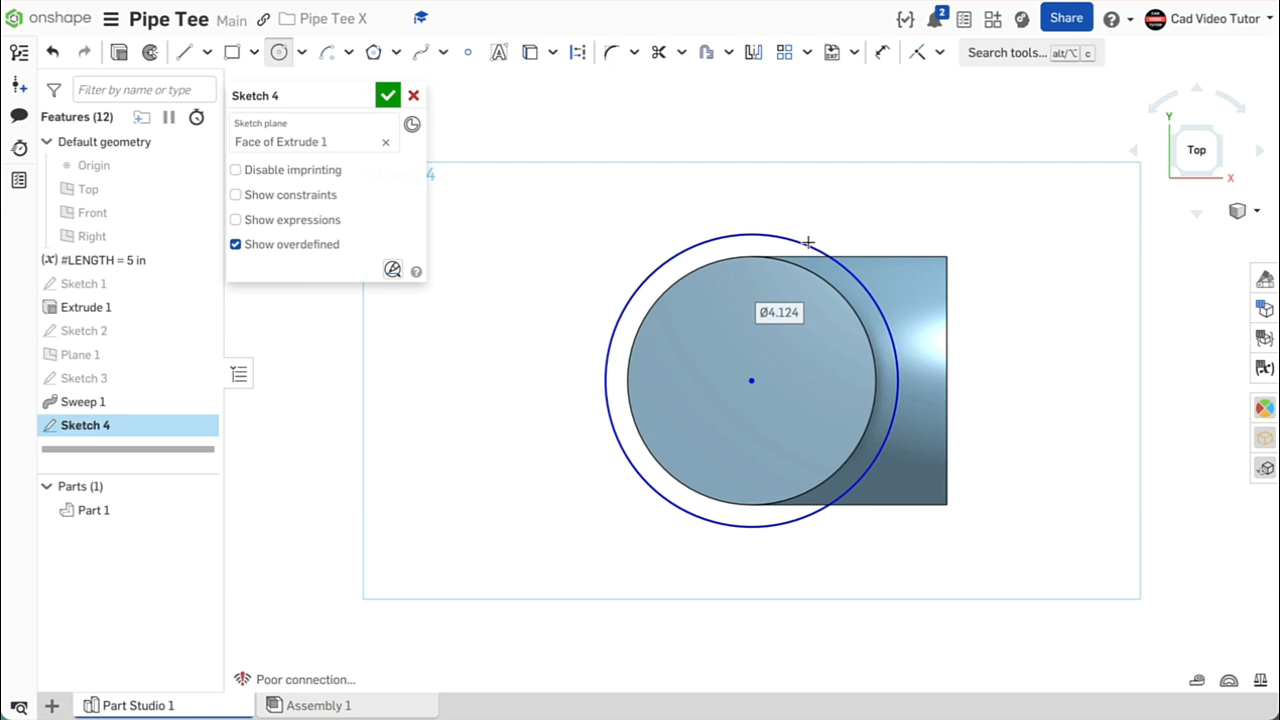 onshape Pipe Tee Main Pipe Tee X 2 Share Cad Video Tutor
Search tools... alt/⌥ c
Filter by name or type
Features (12)
Default geometry
Origin
Top
Front
Right
(x) #LENGTH = 5 in
Sketch 1
Extrude 1
Sketch 2
Plane 1
Sketch 3
Sweep 1
Sketch 4
Parts (1)
Part 1
Sketch 4
Sketch plane
Face of Extrude 1
Disable imprinting
Show constraints
Show expressions
Show overdefined
4
Ø4.124
Y
Top
X
Poor connection...
Part Studio 1
Assembly 1